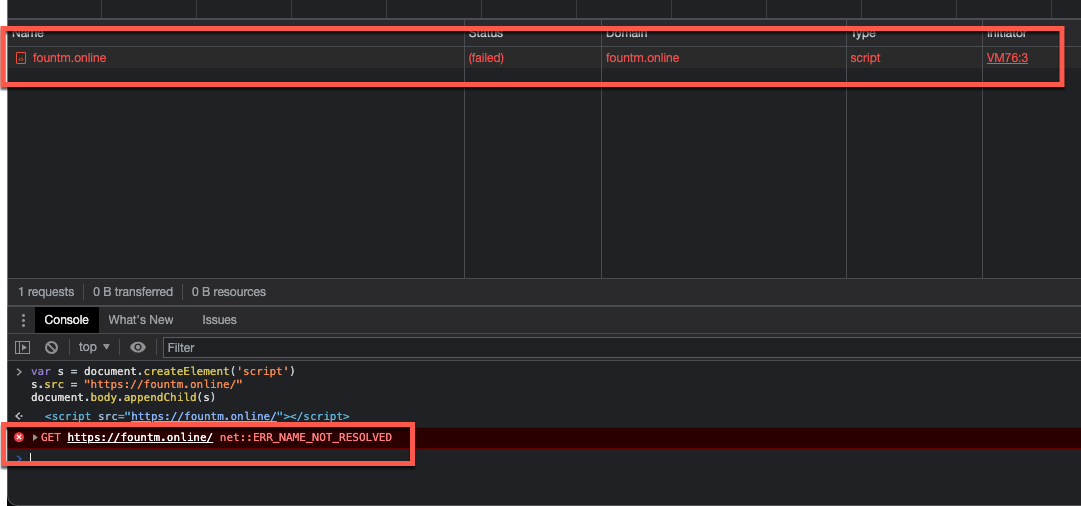 Name Status Domain Type Initiator
fountm.online (failed) fountm.online script VM76:3
1 requests 0 B transferred 0 B resources
Console What's New Issues
top ▼ Filter
> var s = document.createElement('script')
s.src = "https://fountm.online/"
document.body.appendChild(s)
<script src="https://fountm.online/"></script>
GET https://fountm.online/ net::ERR_NAME_NOT_RESOLVED
>